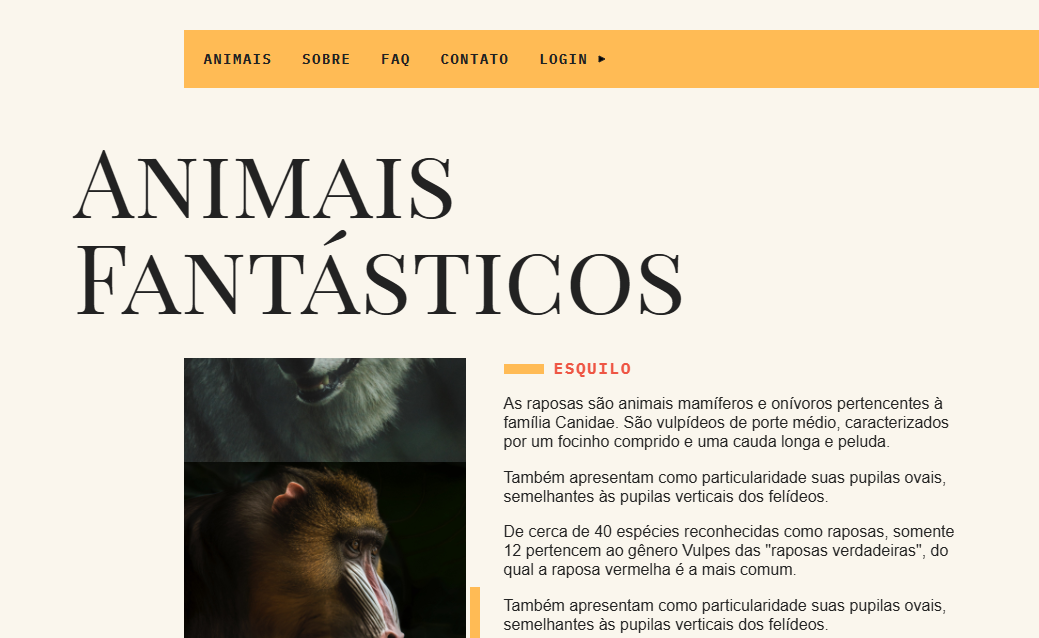 ANIMAIS SOBRE FAQ CONTATO LOGIN ▸
ANIMAIS
FANTÁSTICOS
ESQUILO
As raposas são animais mamíferos e onívoros pertencentes à
família Canidae. São vulpídeos de porte médio, caracterizados
por um focinho comprido e uma cauda longa e peluda.
Também apresentam como particularidade suas pupilas ovais,
semelhantes às pupilas verticais dos felídeos.
De cerca de 40 espécies reconhecidas como raposas, somente
12 pertencem ao gênero Vulpes das "raposas verdadeiras", do
qual a raposa vermelha é a mais comum.
Também apresentam como particularidade suas pupilas ovais,
semelhantes às pupilas verticais dos felídeos.